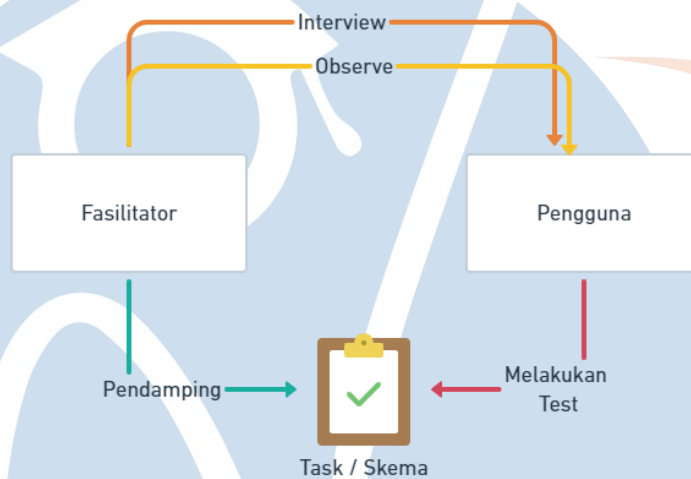 Interview
Observe
Fasilitator
Pengguna
Pendamping
Melakukan
Test
Task / Skema